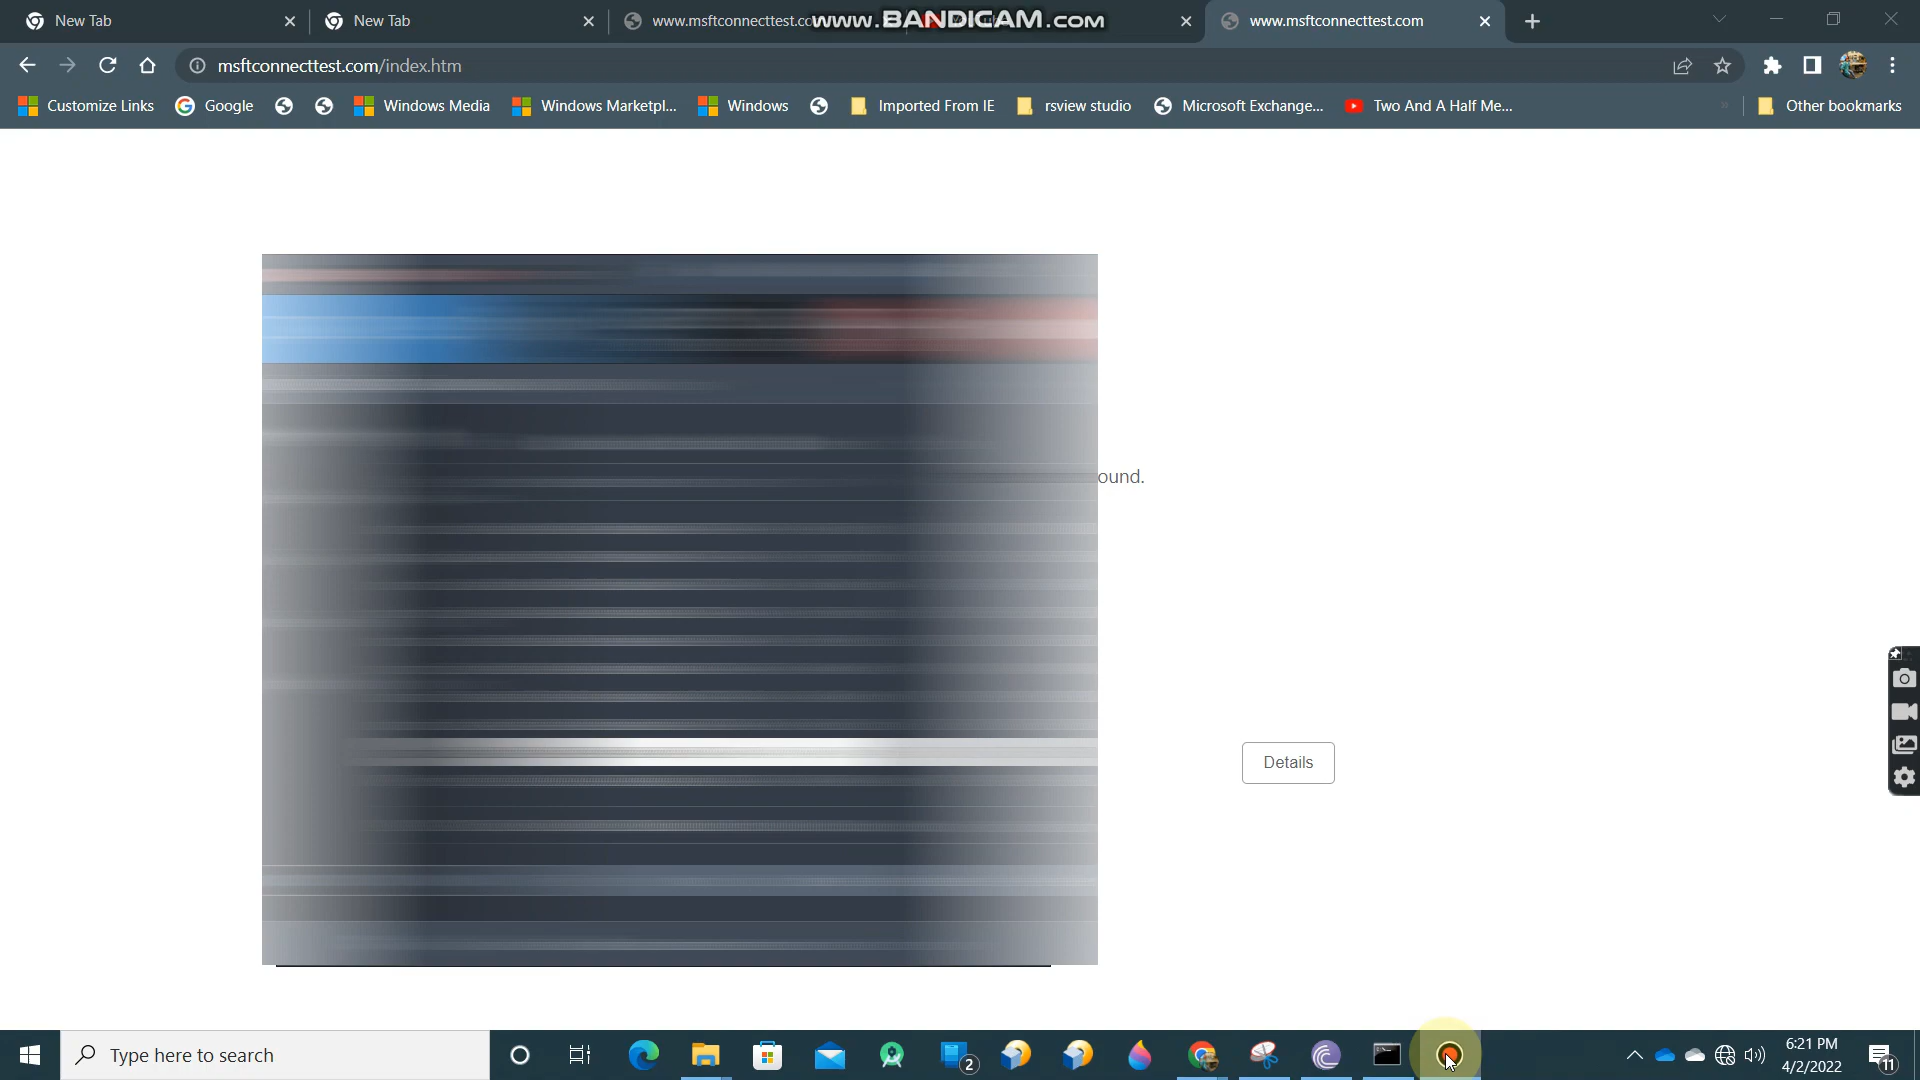 New Tab
New Tab
www.msftconnecttest.co
www.BANDICAM.com
www.msftconnecttest.com
msftconnecttest.com/index.htm
Customize Links
Google
Windows Media
Windows Marketpl...
Windows
Imported From IE
rsview studio
Microsoft Exchange...
Two And A Half Me...
»
Other bookmarks
ound.
Details
Type here to search
2
6:21 PM
4/2/2022
11